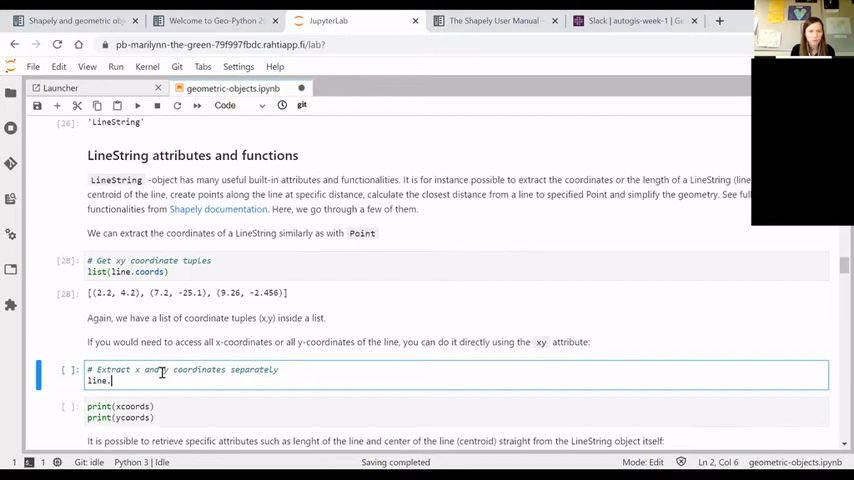 Shapely and geometric obj
Welcome to Geo-Python 20
JupyterLab
The Shapely User Manual —
Slack | autogis-week-1 | Ge
pb-marilynn-the-green-79f997fbdc.rahtiapp.fi/lab?
File Edit View Run Kernel Git Tabs Settings Help
Launcher
geometric-objects.ipynb
Code
git
[26]: 'LineString'
LineString attributes and functions
LineString -object has many useful built-in attributes and functionalities. It is for instance possible to extract the coordinates or the length of a LineString (line
centroid of the line, create points along the line at specific distance, calculate the closest distance from a line to specified Point and simplify the geometry. See full
functionalities from Shapely documentation. Here, we go through a few of them.
We can extract the coordinates of a LineString similarly as with Point
[28]: # Get xy coordinate tuples
list(line.coords)
[28]: [(2.2, 4.2), (7.2, -25.1), (9.26, -2.456)]
Again, we have a list of coordinate tuples (x,y) inside a list.
If you would need to access all x-coordinates or all y-coordinates of the line, you can do it directly using the xy attribute:
[ ]: # Extract x and y coordinates separately
line.
[ ]: print(xcoords)
print(ycoords)
It is possible to retrieve specific attributes such as lenght of the line and center of the line (centroid) straight from the LineString object itself:
1 1 Git: idle Python 3 | Idle Saving completed Mode: Edit Ln 2, Col 6 geometric-objects.ipynb